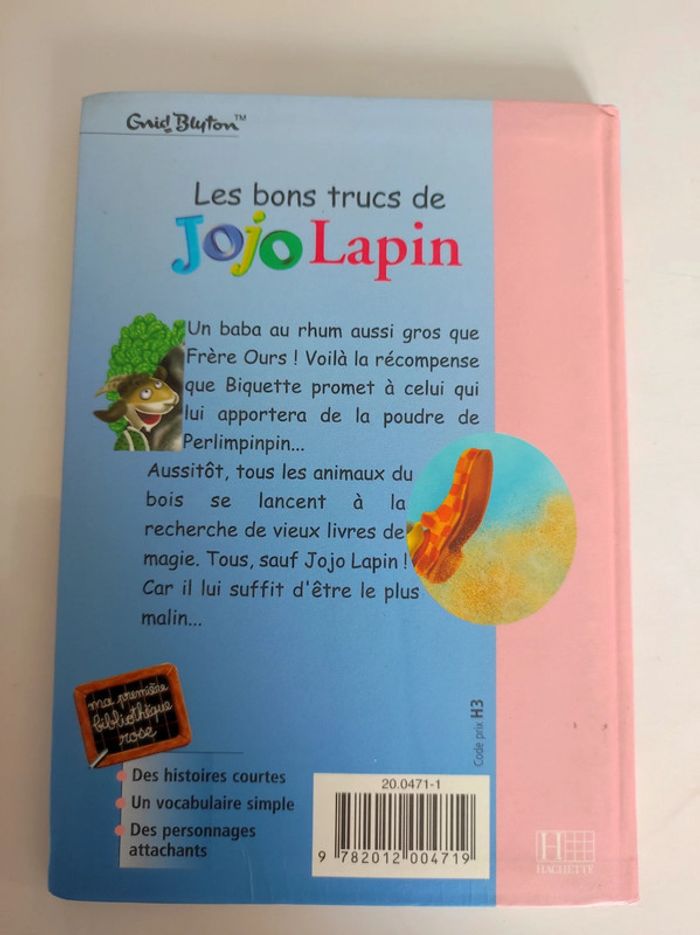 Enid Blyton™
Les bons trucs de
Jojo Lapin
Un baba au rhum aussi gros que
Frère Ours ! Voilà la récompense
que Biquette promet à celui qui
lui apportera de la poudre de
Perlimpinpin...
Aussitôt, tous les animaux du
bois se lancent à la
recherche de vieux livres de
magie. Tous, sauf Jojo Lapin !
Car il lui suffit d'être le plus
malin...
ma première
bibliothèque
rose
Des histoires courtes
Un vocabulaire simple
Des personnages
attachants
Code prix H3
20.0471-1
9 782012 004719
H
HACHETTE